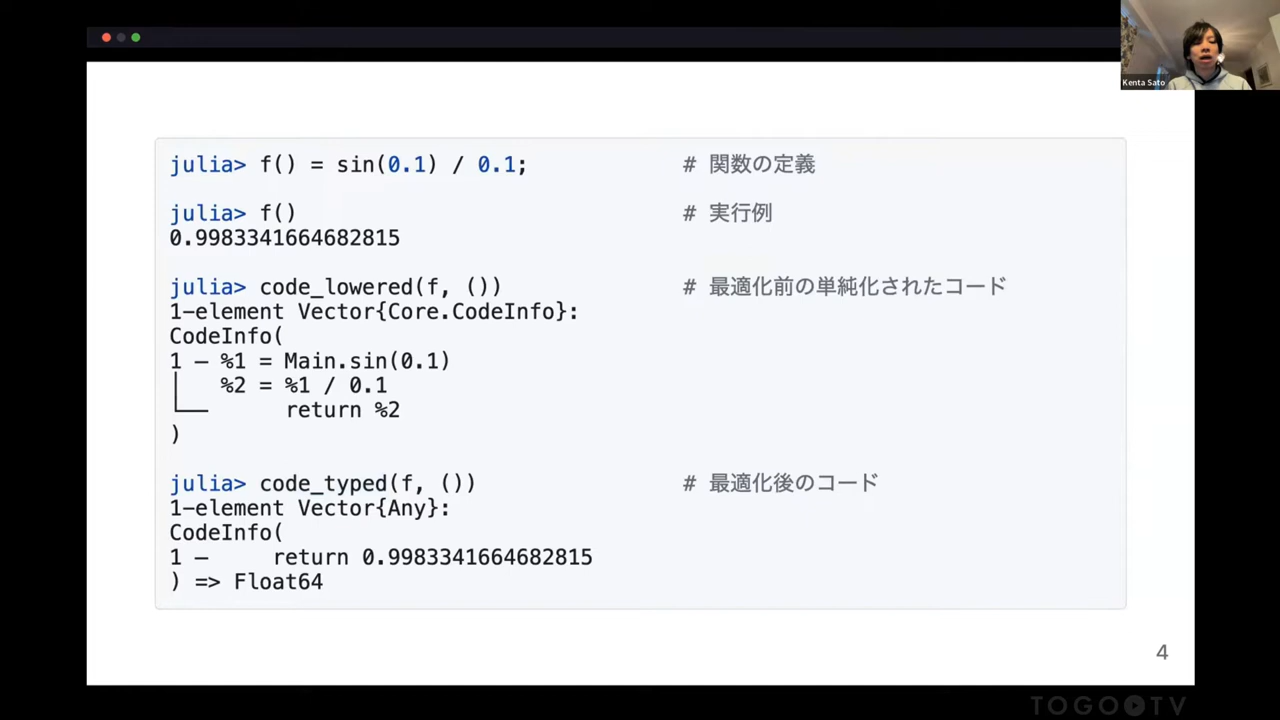 Kenta Sato
julia> f() = sin(0.1) / 0.1; # 関数の定義
julia> f() # 実行例
0.9983341664682815
julia> code_lowered(f, ()) # 最適化前の単純化されたコード
1-element Vector{Core.CodeInfo}:
CodeInfo(
1 ─ %1 = Main.sin(0.1)
│ %2 = %1 / 0.1
└── return %2
)
julia> code_typed(f, ()) # 最適化後のコード
1-element Vector{Any}:
CodeInfo(
1 ─ return 0.9983341664682815
) => Float64
4
TOGOTV